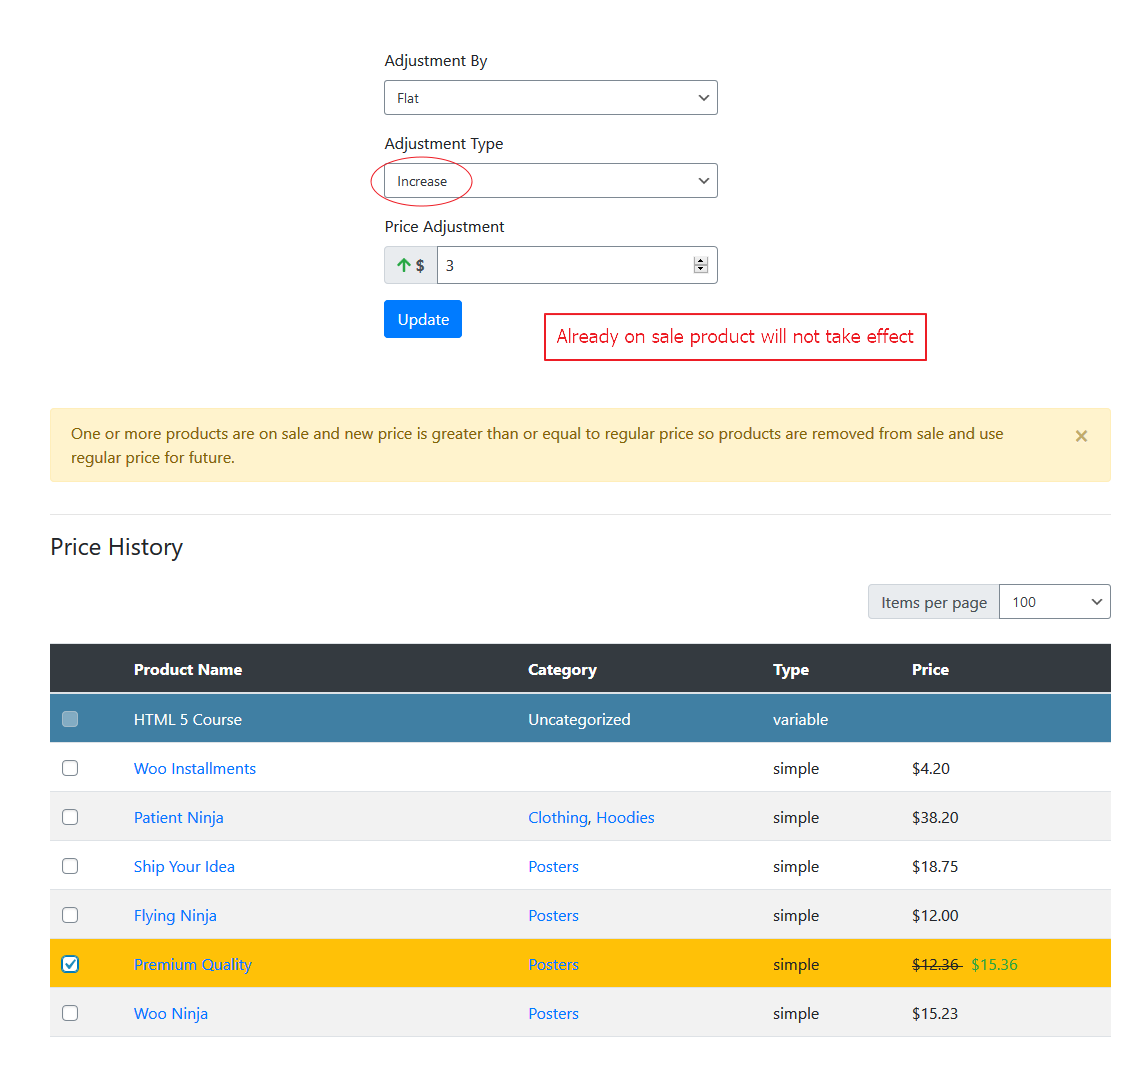 Adjustment By
Flat
Adjustment Type
Increase
Price Adjustment
$ 3
Update
Already on sale product will not take effect
One or more products are on sale and new price is greater than or equal to regular price so products are removed from sale and use
regular price for future.
×
Price History
Items per page 100
Product Name Category Type Price
HTML 5 Course Uncategorized variable
Woo Installments simple $4.20
Patient Ninja Clothing, Hoodies simple $38.20
Ship Your Idea Posters simple $18.75
Flying Ninja Posters simple $12.00
Premium Quality Posters simple $12.36 $15.36
Woo Ninja Posters simple $15.23